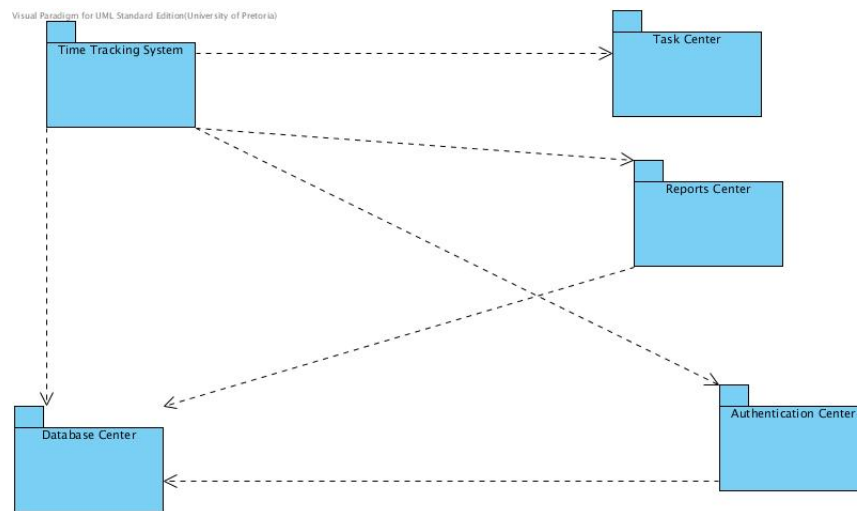 Visual Paradigm for UML Standard Edition(University of Pretoria)
Time Tracking System
Task Center
Reports Center
Authentication Center
Database Center